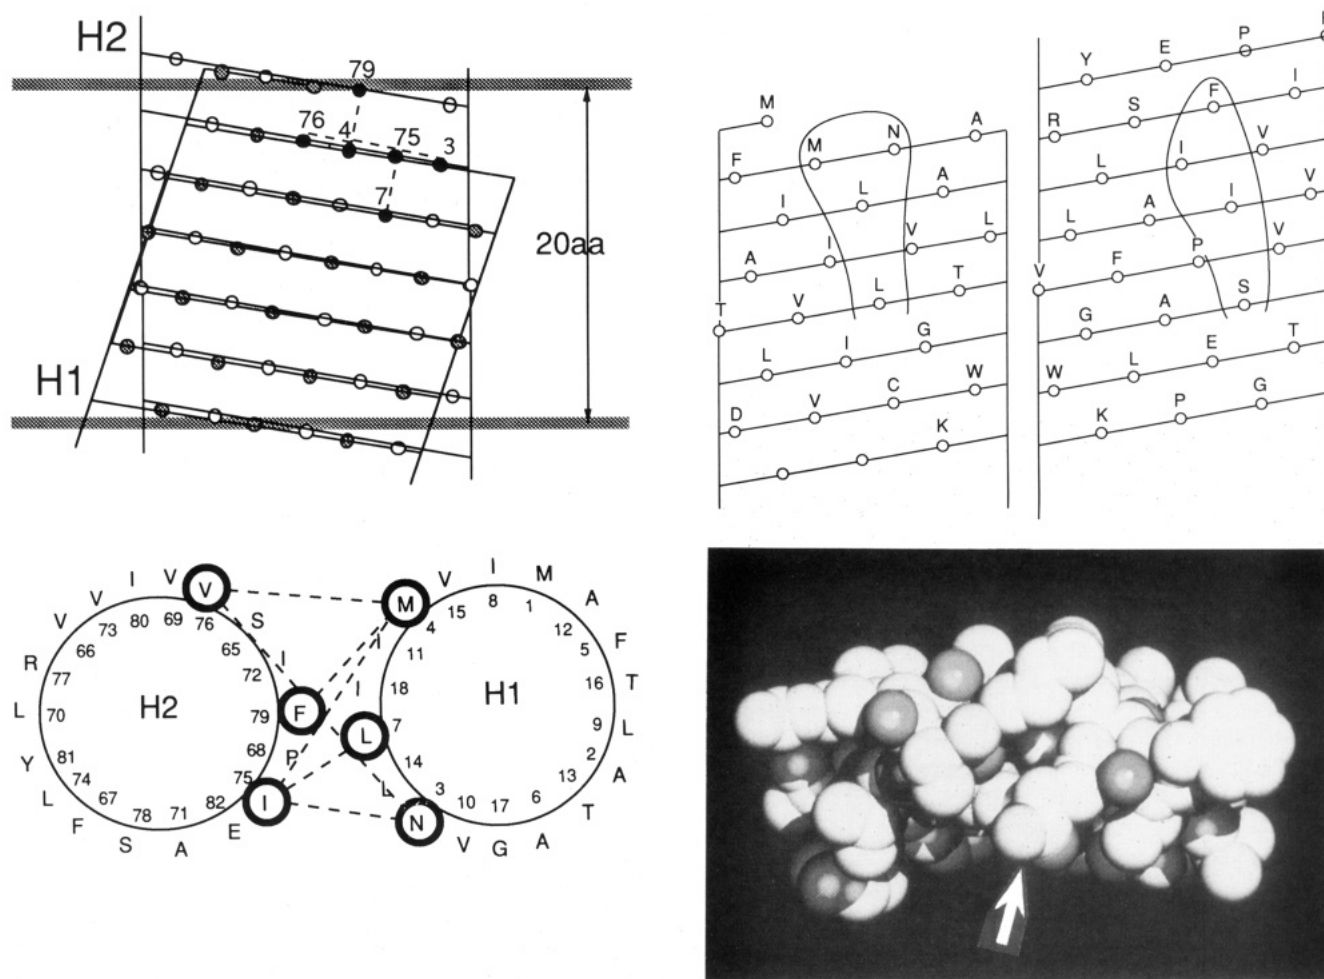 H2
79
76 4 75 3
7
20aa
H1
M
F M N A
I L A
A I V L
T V L T
L I G
D V C W
K
Y E P
R S F I
L I V
L A I V
V F P V
G A S
W L E T
K P G
V I V V S I F P I E A S F L Y L R V
80 69 76 65 72 79 68 75 82 71 78 67 74 81 70 77 66 73
H2
M V I M A F T L A T A G V N L L I I
4 15 8 1 12 5 16 9 2 13 6 17 10 3 14 7 18 11
H1